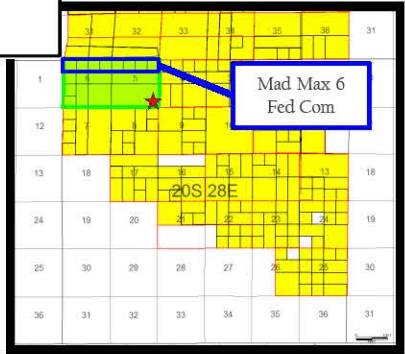 31 32 33 34 35 36 31
Mad Max 6
Fed Com
1 6 5
12 7 8 9
13 18 17 16 15 14 13 18
20S 28E
24 19 20 21 22 23 24 19
25 30 29 28 27 26 25 30
36 31 32 33 34 35 36 31